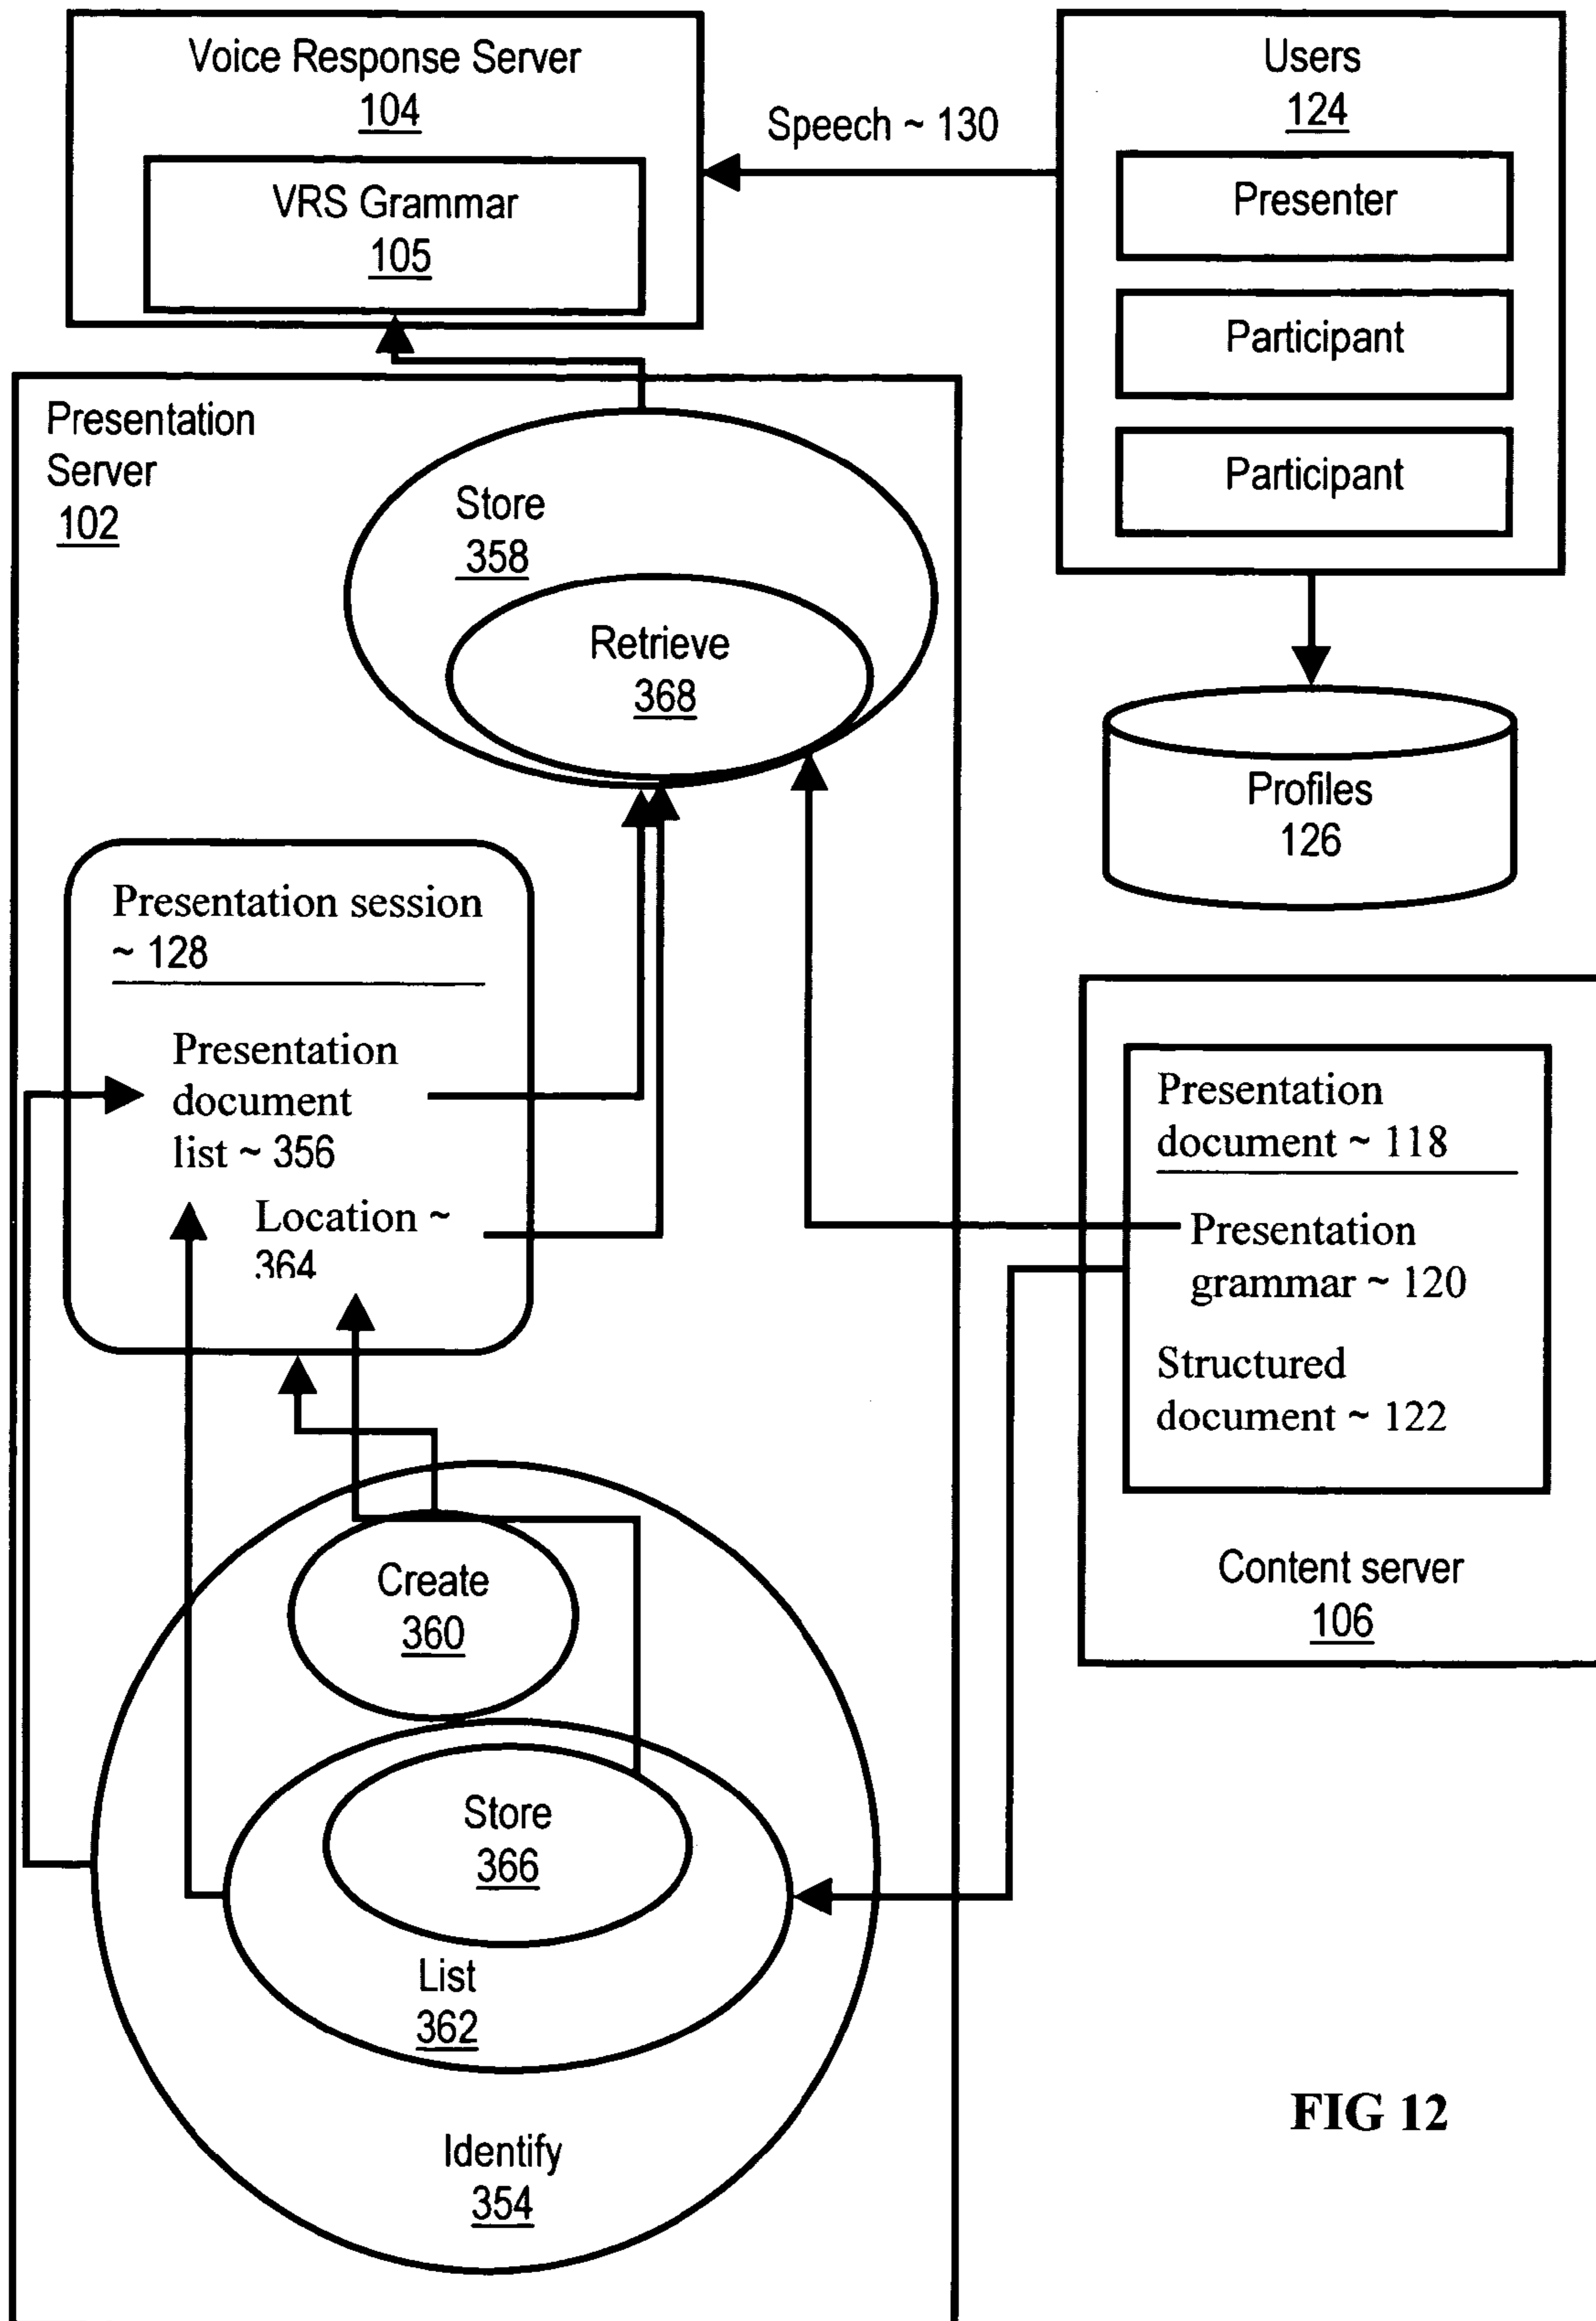 Voice Response Server
104
VRS Grammar
105
Speech ~ 130
Users
124
Presenter
Participant
Participant
Profiles
126
Presentation
Server
102
Store
358
Retrieve
368
Presentation session
~ 128
Presentation
document
list ~ 356
Location ~
364
Presentation
document ~ 118
Presentation
grammar ~ 120
Structured
document ~ 122
Content server
106
Create
360
Store
366
List
362
Identify
354
FIG 12